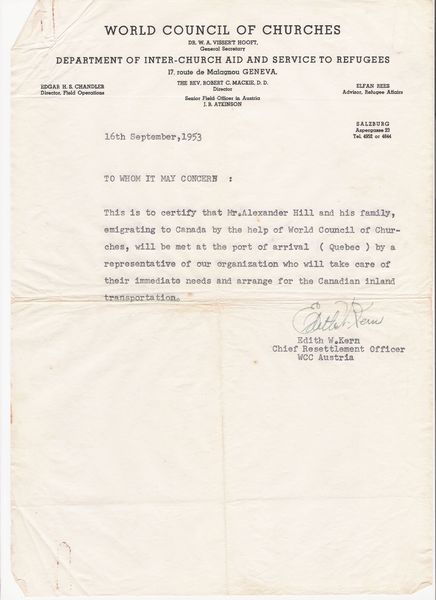 WORLD COUNCIL OF CHURCHES
DR. W. A. VISSER'T HOOFT,
General Secretary
DEPARTMENT OF INTER-CHURCH AID AND SERVICE TO REFUGEES
17, route de Malagnou GENEVA,
THE REV. ROBERT C. MACKIE, D. D.
Director
EDGAR H. S. CHANDLER
Director, Field Operations
ELFAN REES
Advisor, Refugee Affairs
Senior Field Officer in Austria
J. B. ATKINSON
SALZBURG
Aspergasse 23
Tel. 4952 or 4844
16th September,1953
TO WHOM IT MAY CONCERN :
This is to certify that Mr.Alexander Hill and his family,
emigrating to Canada by the help of World Council of Chur-
ches, will be met at the port of arrival ( Quebec ) by a
representative of our organization who will take care of
their immediate needs and arrange for the Canadian inland
transportation.
Edith W. Kern
Edith W.Kern
Chief Resettlement Officer
WCC Austria